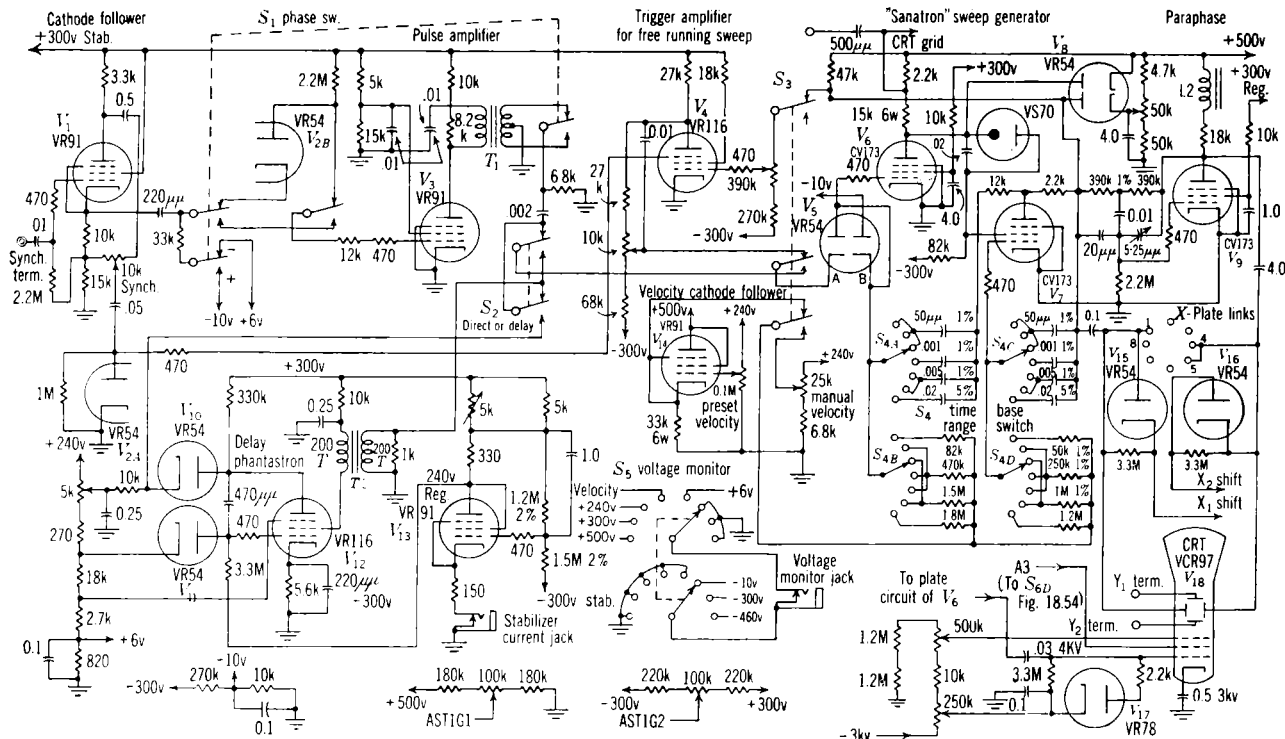 Cathode follower
S1 phase sw.
Pulse amplifier
Trigger amplifier
for free running sweep
"Sanatron" sweep generator
Paraphase
+300v Stab.
3.3k
0.5
V1
VR91
470
.01
Synch.
term.
2.2M
10k
15k
10k
Synch.
.05
220μμ
33k
-
+
-10v
+6v
VR54
V2B
2.2M
5k
15k
.01
.01
10k
8.2
k
T1
V3
VR91
12k
470
6.8k
.002
S2
Direct or delay
27k
18k
V4
VR116
0.01
27
k
10k
68k
-300v
470
390k
270k
-300v
S3
500μμ
CRT grid
47k
2.2k
15k
6w
V6
CV173
470
-10v
V5
VR54
A
B
82k
-300v
+300v
10k
.02
4.0
VS70
V8
VR54
4.7k
50k
50k
4.0
+500v
+300v
Reg.
L2
18k
10k
12k
2.2k
390k
1%
390k
0.01
20μμ
5-25μμ
470
2.2M
CV173
V9
1.0
4.0
470
CV173
V7
Velocity cathode follower
+500v
VR91
V14
+240v
0.1M
preset
velocity
33k
6w
+240v
25k
manual
velocity
6.8k
50μμ
1%
S4A
.001
1%
.005
1%
.02
5%
S4
time
range
50μμ
1%
S4C
.001
1%
.005
1%
.02
5%
base
switch
0.1
S4B
82k
470k
1.5M
1.8M
S4D
50k
1%
250k
1%
1M
1%
1.2M
X-Plate links
1
8
4
5
V15
VR54
V16
VR54
3.3M
3.3M
X2 shift
X1 shift
1M
470
VR54
V2A
+240v
5k
10k
0.25
270
18k
2.7k
0.1
+6v
820
V10
VR54
Delay
phantastron
470μμ
470
VR54
V11
3.3M
+300v
330k
0.25
10k
200
T
200
T
1k
VR116
V12
5.6k
220μμ
-300v
5k
330
240v
Reg
VR91
V13
1.2M
2%
470
1.0
1.5M 2%
-300v
150
Stabilizer
current jack
S5 voltage monitor
Velocity
+240v
+300v
+500v
+6v
stab.
-10v
-300v
-460v
Voltage
monitor jack
-300v
270k
-10v
10k
0.1
180k
100k
180k
+500v
ASTIG1
220k
100k
220k
-300v
ASTIG2
+300v
To plate
circuit of V6
1.2M
1.2M
500k
10k
250k
-3kv
A3
(To S6D
Fig. 18.54)
.03 4KV
3.3M
0.1
V17
VR78
2.2k
0.5 3kv
CRT
VCR97
V18
Y1 term.
Y2 term.